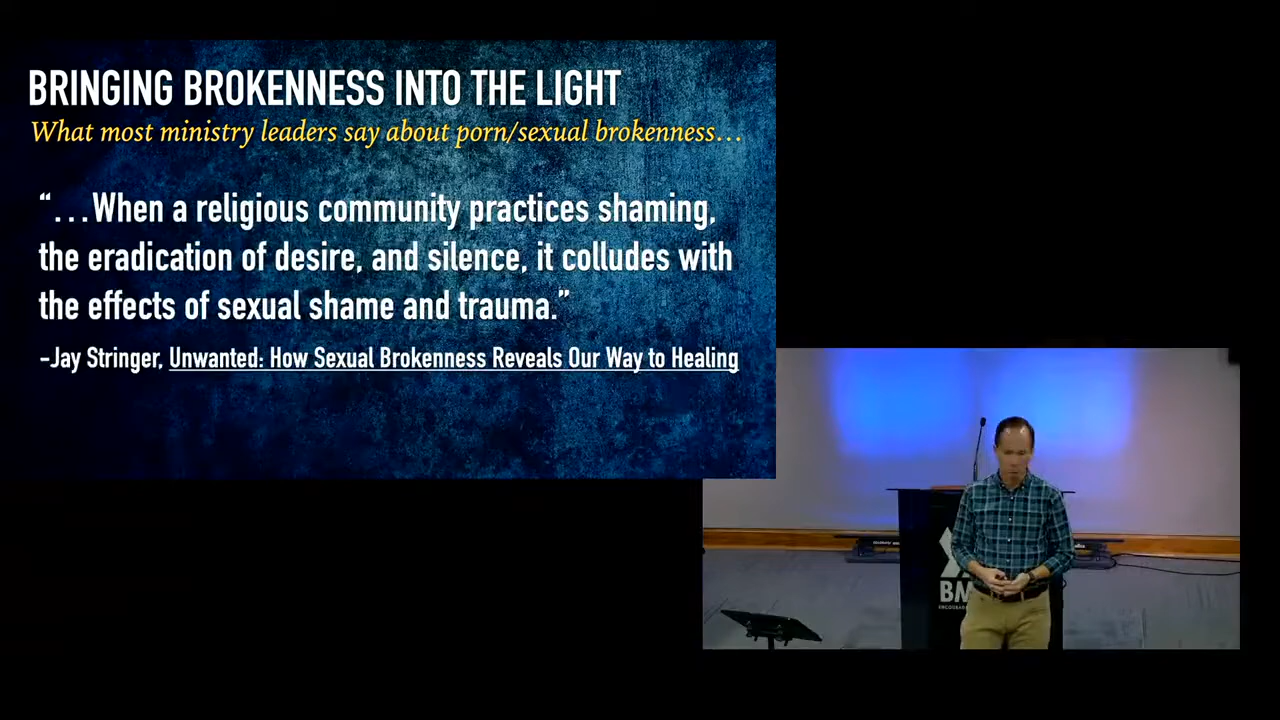 BRINGING BROKENNESS INTO THE LIGHT
What most ministry leaders say about porn/sexual brokenness…
“…When a religious community practices shaming,
the eradication of desire, and silence, it colludes with
the effects of sexual shame and trauma.”
–Jay Stringer, Unwanted: How Sexual Brokenness Reveals Our Way to Healing